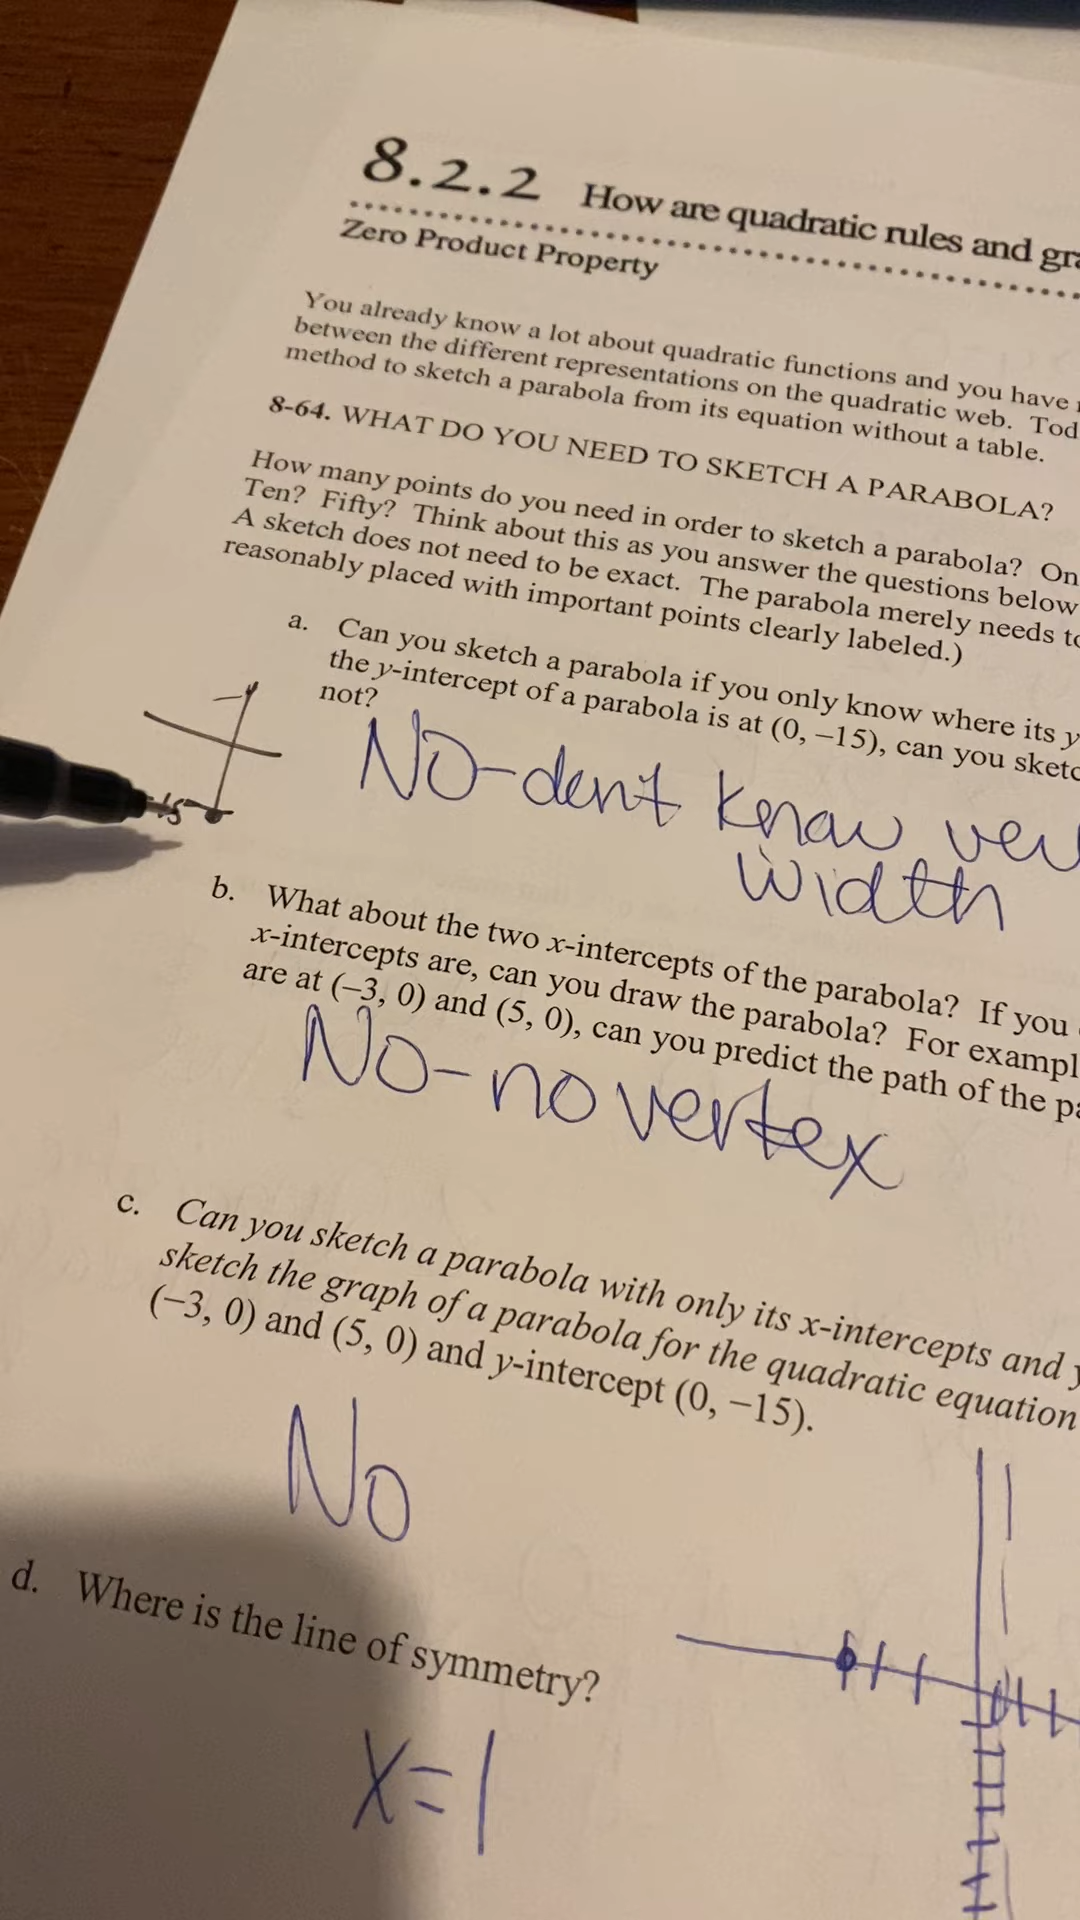 8.2.2 How are quadratic rules and
Zero Product Property
You already know a lot about quadratic functions and you have
between the different representations on the quadratic web. Tod
method to sketch a parabola from its equation without a table.
8-64. WHAT DO YOU NEED TO SKETCH A PARABOLA?
How many points do you need in order to sketch a parabola? On
Ten? Fifty? Think about this as you answer the questions below
A sketch does not need to be exact. The parabola merely needs to
reasonably placed with important points clearly labeled.)
a. Can you sketch a parabola if you only know where its y
the y-intercept of a parabola is at (0, –15), can you sketc
not?
NO-dont know
width
-15
b. What about the two x-intercepts of the parabola? If you
x-intercepts are, can you draw the parabola? For exampl
are at (–3, 0) and (5, 0), can you predict the path of the pa
No-no vertex
c. Can you sketch a parabola with only its x-intercepts and y
sketch the graph of a parabola for the quadratic equation
(–3, 0) and (5, 0) and y-intercept (0, –15).
No
d. Where is the line of symmetry?
x=1